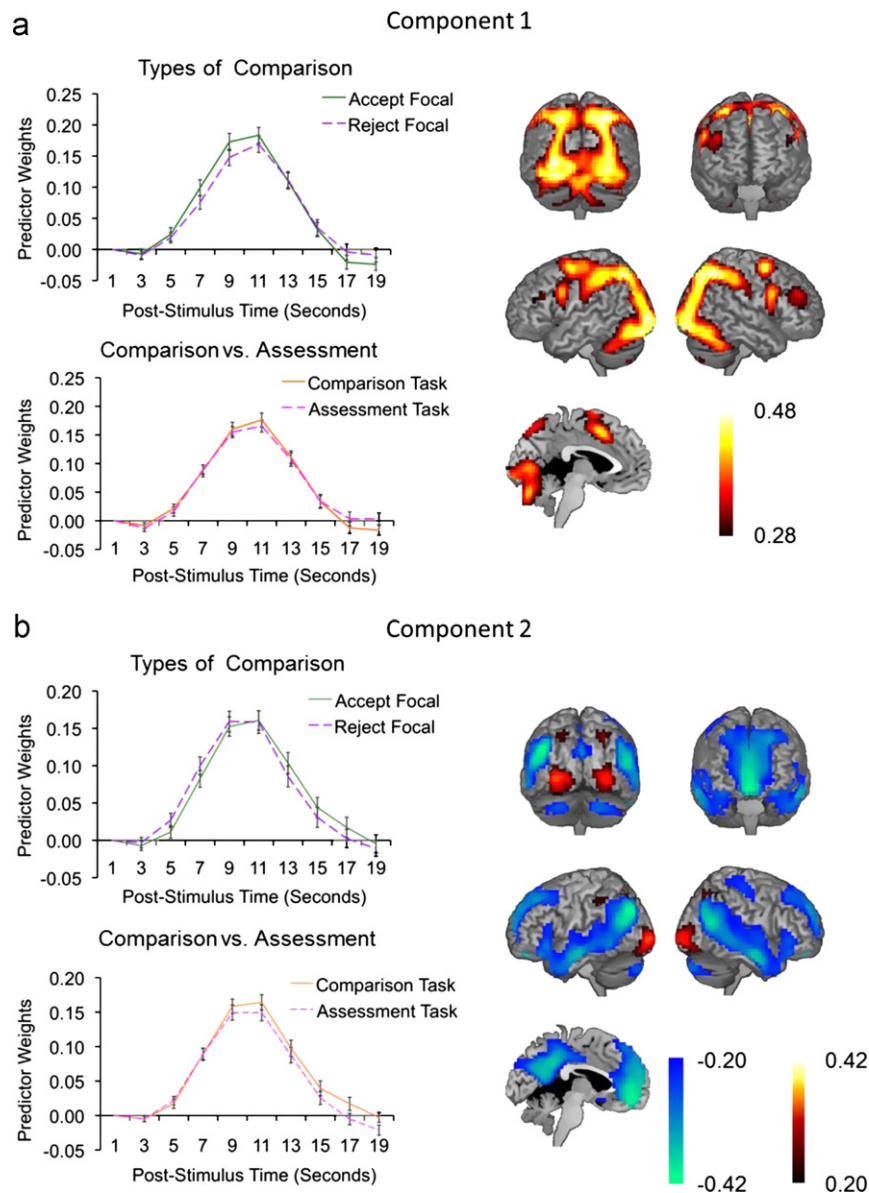 a
Component 1
Types of Comparison
0.25
0.20
0.15
0.10
0.05
0.00
-0.05
Predictor Weights
Accept Focal
Reject Focal
1 3 5 7 9 11 13 15 17 19
Post-Stimulus Time (Seconds)
Comparison vs. Assessment
0.25
0.20
0.15
0.10
0.05
0.00
-0.05
Predictor Weights
Comparison Task
Assessment Task
1 3 5 7 9 11 13 15 17 19
Post-Stimulus Time (Seconds)
0.48
0.28
b
Component 2
Types of Comparison
0.20
0.15
0.10
0.05
0.00
-0.05
Predictor Weights
Accept Focal
Reject Focal
1 3 5 7 9 11 13 15 17 19
Post-Stimulus Time (Seconds)
Comparison vs. Assessment
0.20
0.15
0.10
0.05
0.00
-0.05
Predictor Weights
Comparison Task
Assessment Task
1 3 5 7 9 11 13 15 17 19
Post-Stimulus Time (Seconds)
-0.20
-0.42
0.42
0.20